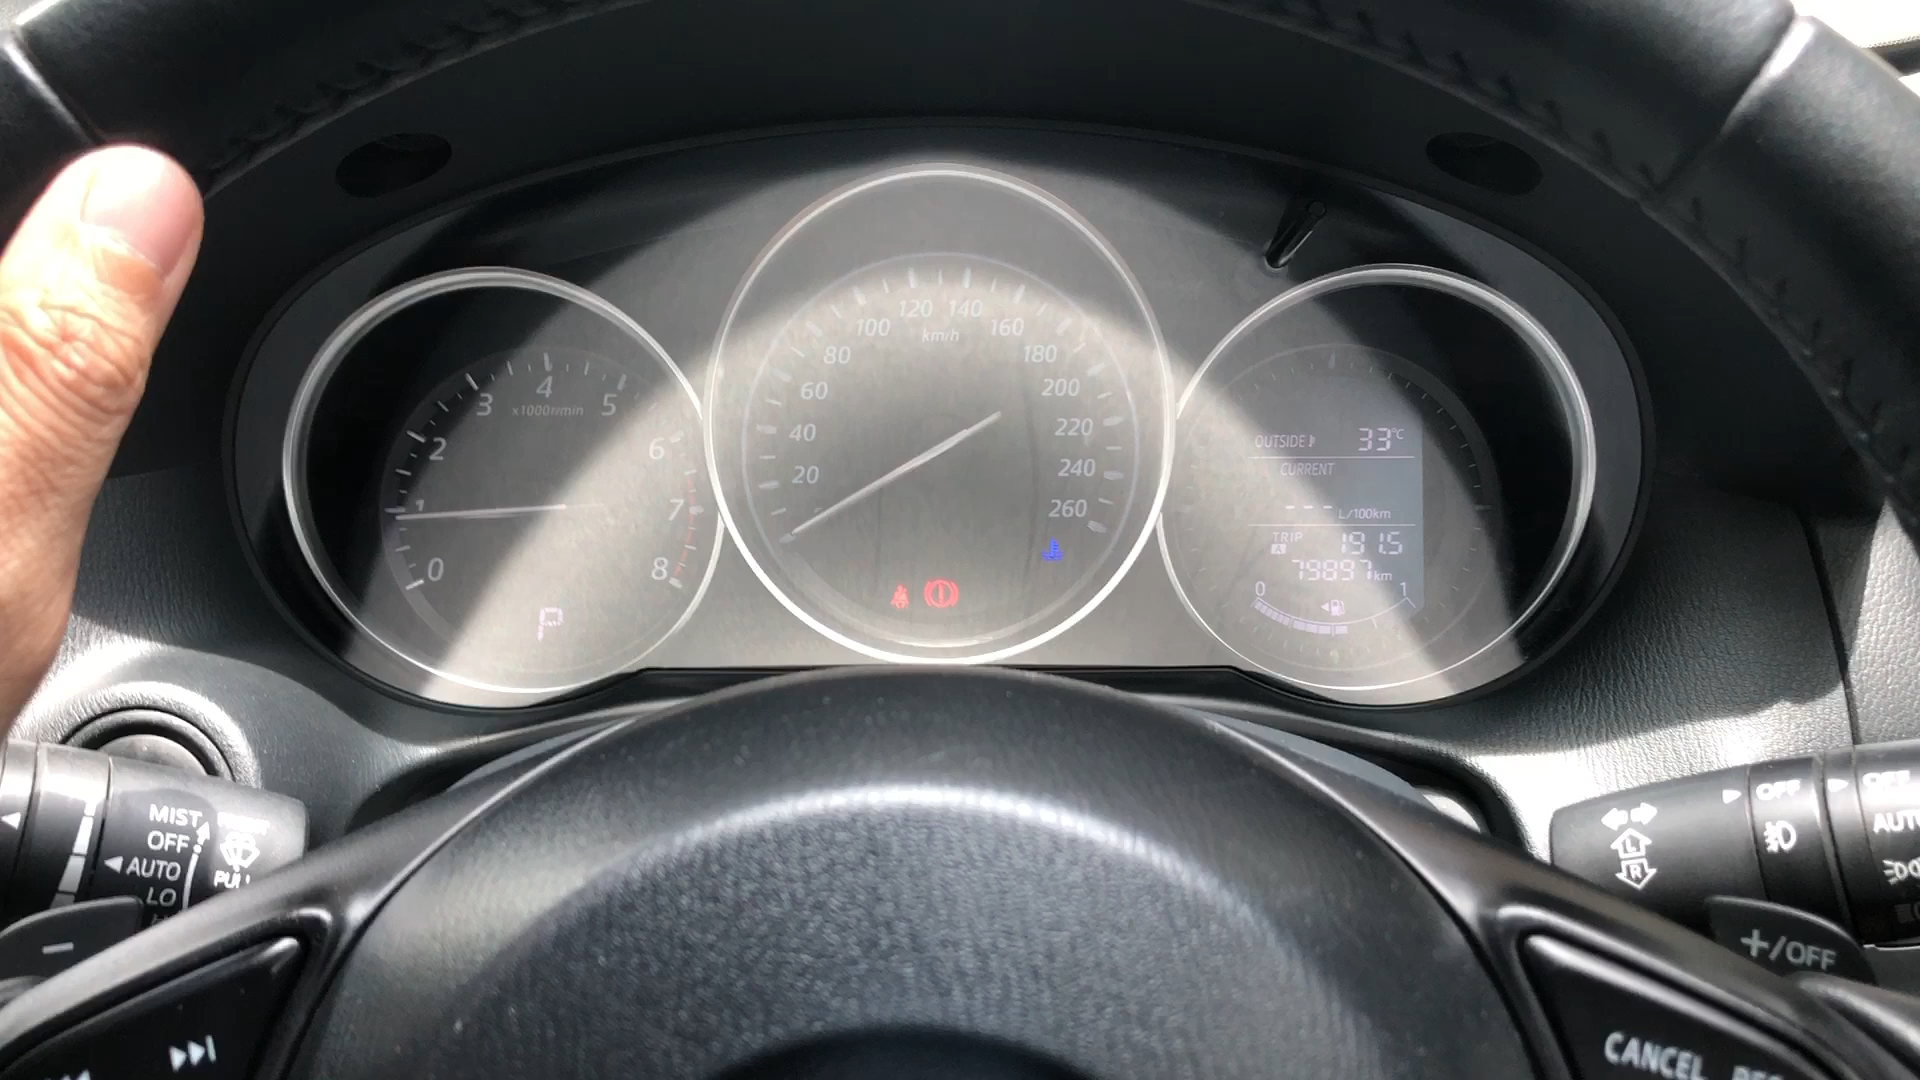 4
3 5
x1000r/min
2 6
1 7
0 8
P
120 140
100 160
km/h
80 180
60 200
40 220
20 240
260
OUTSIDE 33°C
CURRENT
--- L/100km
TRIP
A 191.5
79897 km
0 1
MIST
OFF
AUTO
LO
PULL
−
L
R
OFF OFF
AUTO
+/OFF
CANCEL